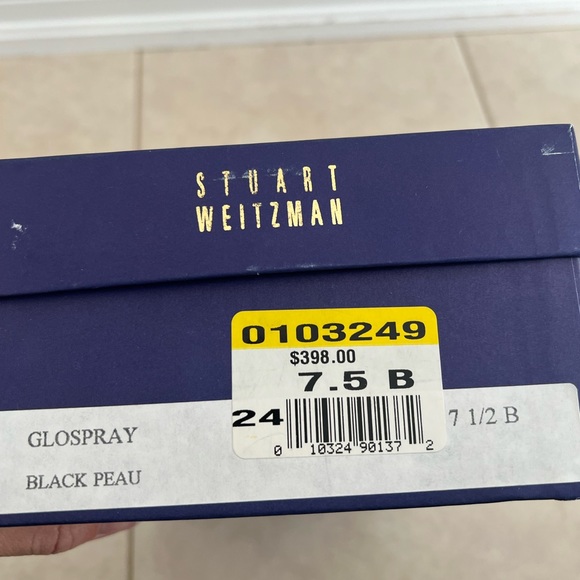 STUART
WEITZMAN
0103249
$398.00
7.5 B
24
0 10324 90137 2
7 1/2 B
GLOSPRAY
BLACK PEAU